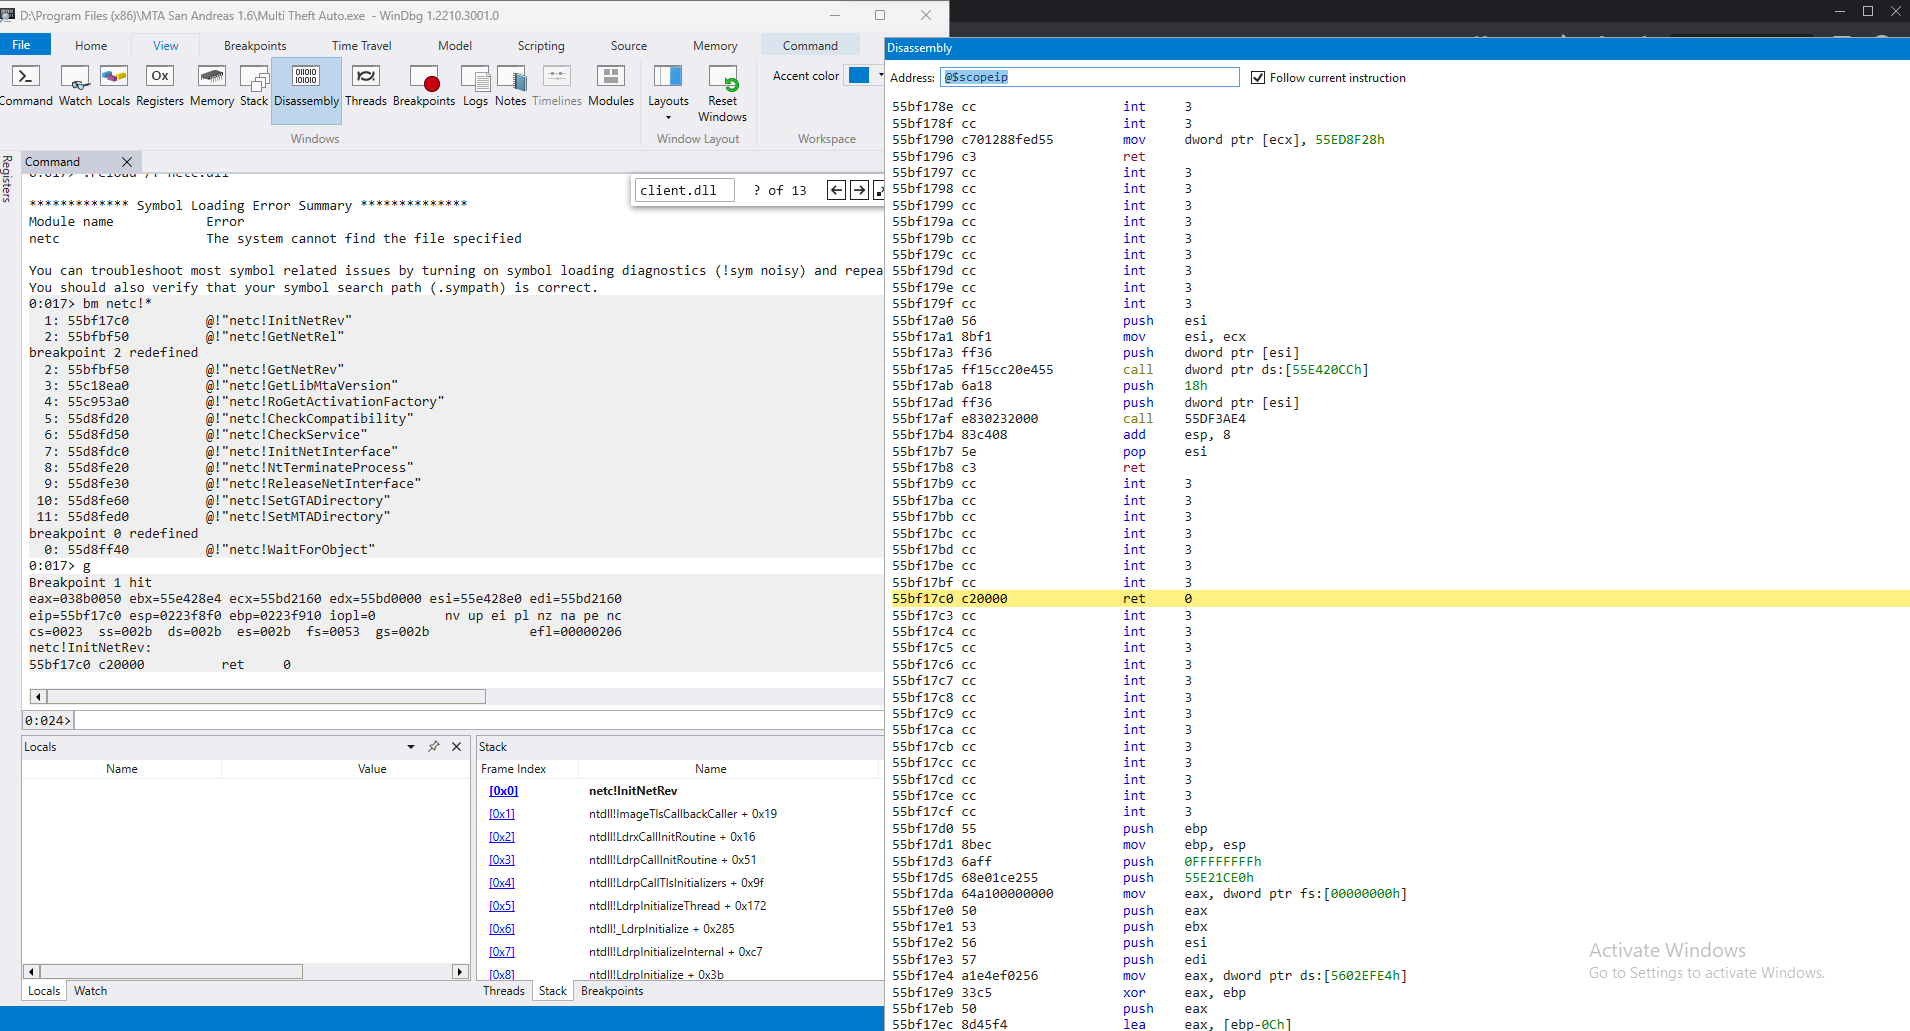 D:\Program Files (x86)\MTA San Andreas 1.6\Multi Theft Auto.exe - WinDbg 1.2210.3001.0
File Home View Breakpoints Time Travel Model Scripting Source Memory Command
Command Watch Locals Registers Memory Stack Disassembly Threads Breakpoints Logs Notes Timelines Modules Layouts Reset Windows Accent color
Windows Window Layout Workspace
Registers
Command
client.dll ? of 13
************* Symbol Loading Error Summary **************
Module name Error
netc The system cannot find the file specified
You can troubleshoot most symbol related issues by turning on symbol loading diagnostics (!sym noisy) and repea
You should also verify that your symbol search path (.sympath) is correct.
0:017> bm netc!*
1: 55bf17c0 @!"netc!InitNetRev"
2: 55bfbf50 @!"netc!GetNetRel"
breakpoint 2 redefined
2: 55bfbf50 @!"netc!GetNetRev"
3: 55c18ea0 @!"netc!GetLibMtaVersion"
4: 55c953a0 @!"netc!RoGetActivationFactory"
5: 55d8fd20 @!"netc!CheckCompatibility"
6: 55d8fd50 @!"netc!CheckService"
7: 55d8fdc0 @!"netc!InitNetInterface"
8: 55d8fe20 @!"netc!NtTerminateProcess"
9: 55d8fe30 @!"netc!ReleaseNetInterface"
10: 55d8fe60 @!"netc!SetGTADirectory"
11: 55d8fed0 @!"netc!SetMTADirectory"
breakpoint 0 redefined
0: 55d8ff40 @!"netc!WaitForObject"
0:017> g
Breakpoint 1 hit
eax=038b0050 ebx=55e428e4 ecx=55bd2160 edx=55bd0000 esi=55e428e0 edi=55bd2160
eip=55bf17c0 esp=0223f8f0 ebp=0223f910 iopl=0 nv up ei pl nz na pe nc
cs=0023 ss=002b ds=002b es=002b fs=0053 gs=002b efl=00000206
netc!InitNetRev:
55bf17c0 c20000 ret 0
0:024>
Locals
Name Value
Locals Watch
Stack
Frame Index Name
[0x0] netc!InitNetRev
[0x1] ntdll!ImageTlsCallbackCaller + 0x19
[0x2] ntdll!LdrxCallInitRoutine + 0x16
[0x3] ntdll!LdrpCallInitRoutine + 0x51
[0x4] ntdll!LdrpCallTlsInitializers + 0x9f
[0x5] ntdll!LdrpInitializeThread + 0x172
[0x6] ntdll!_LdrpInitialize + 0x285
[0x7] ntdll!LdrpInitializeInternal + 0xc7
[0x8] ntdll!LdrpInitialize + 0x3b
Threads Stack Breakpoints
Disassembly
Address: @$scopeip Follow current instruction
55bf178e cc int 3
55bf178f cc int 3
55bf1790 c701288fed55 mov dword ptr [ecx], 55ED8F28h
55bf1796 c3 ret
55bf1797 cc int 3
55bf1798 cc int 3
55bf1799 cc int 3
55bf179a cc int 3
55bf179b cc int 3
55bf179c cc int 3
55bf179d cc int 3
55bf179e cc int 3
55bf179f cc int 3
55bf17a0 56 push esi
55bf17a1 8bf1 mov esi, ecx
55bf17a3 ff36 push dword ptr [esi]
55bf17a5 ff15cc20e455 call dword ptr ds:[55E420CCh]
55bf17ab 6a18 push 18h
55bf17ad ff36 push dword ptr [esi]
55bf17af e830232000 call 55DF3AE4
55bf17b4 83c408 add esp, 8
55bf17b7 5e pop esi
55bf17b8 c3 ret
55bf17b9 cc int 3
55bf17ba cc int 3
55bf17bb cc int 3
55bf17bc cc int 3
55bf17bd cc int 3
55bf17be cc int 3
55bf17bf cc int 3
55bf17c0 c20000 ret 0
55bf17c3 cc int 3
55bf17c4 cc int 3
55bf17c5 cc int 3
55bf17c6 cc int 3
55bf17c7 cc int 3
55bf17c8 cc int 3
55bf17c9 cc int 3
55bf17ca cc int 3
55bf17cb cc int 3
55bf17cc cc int 3
55bf17cd cc int 3
55bf17ce cc int 3
55bf17cf cc int 3
55bf17d0 55 push ebp
55bf17d1 8bec mov ebp, esp
55bf17d3 6aff push 0FFFFFFFFh
55bf17d5 68e01ce255 push 55E21CE0h
55bf17da 64a100000000 mov eax, dword ptr fs:[00000000h]
55bf17e0 50 push eax
55bf17e1 53 push ebx
55bf17e2 56 push esi
55bf17e3 57 push edi
55bf17e4 a1e4ef0256 mov eax, dword ptr ds:[5602EFE4h]
55bf17e9 33c5 xor eax, ebp
55bf17eb 50 push eax
55bf17ec 8d45f4 lea eax, [ebp-0Ch]
Activate Windows
Go to Settings to activate Windows.